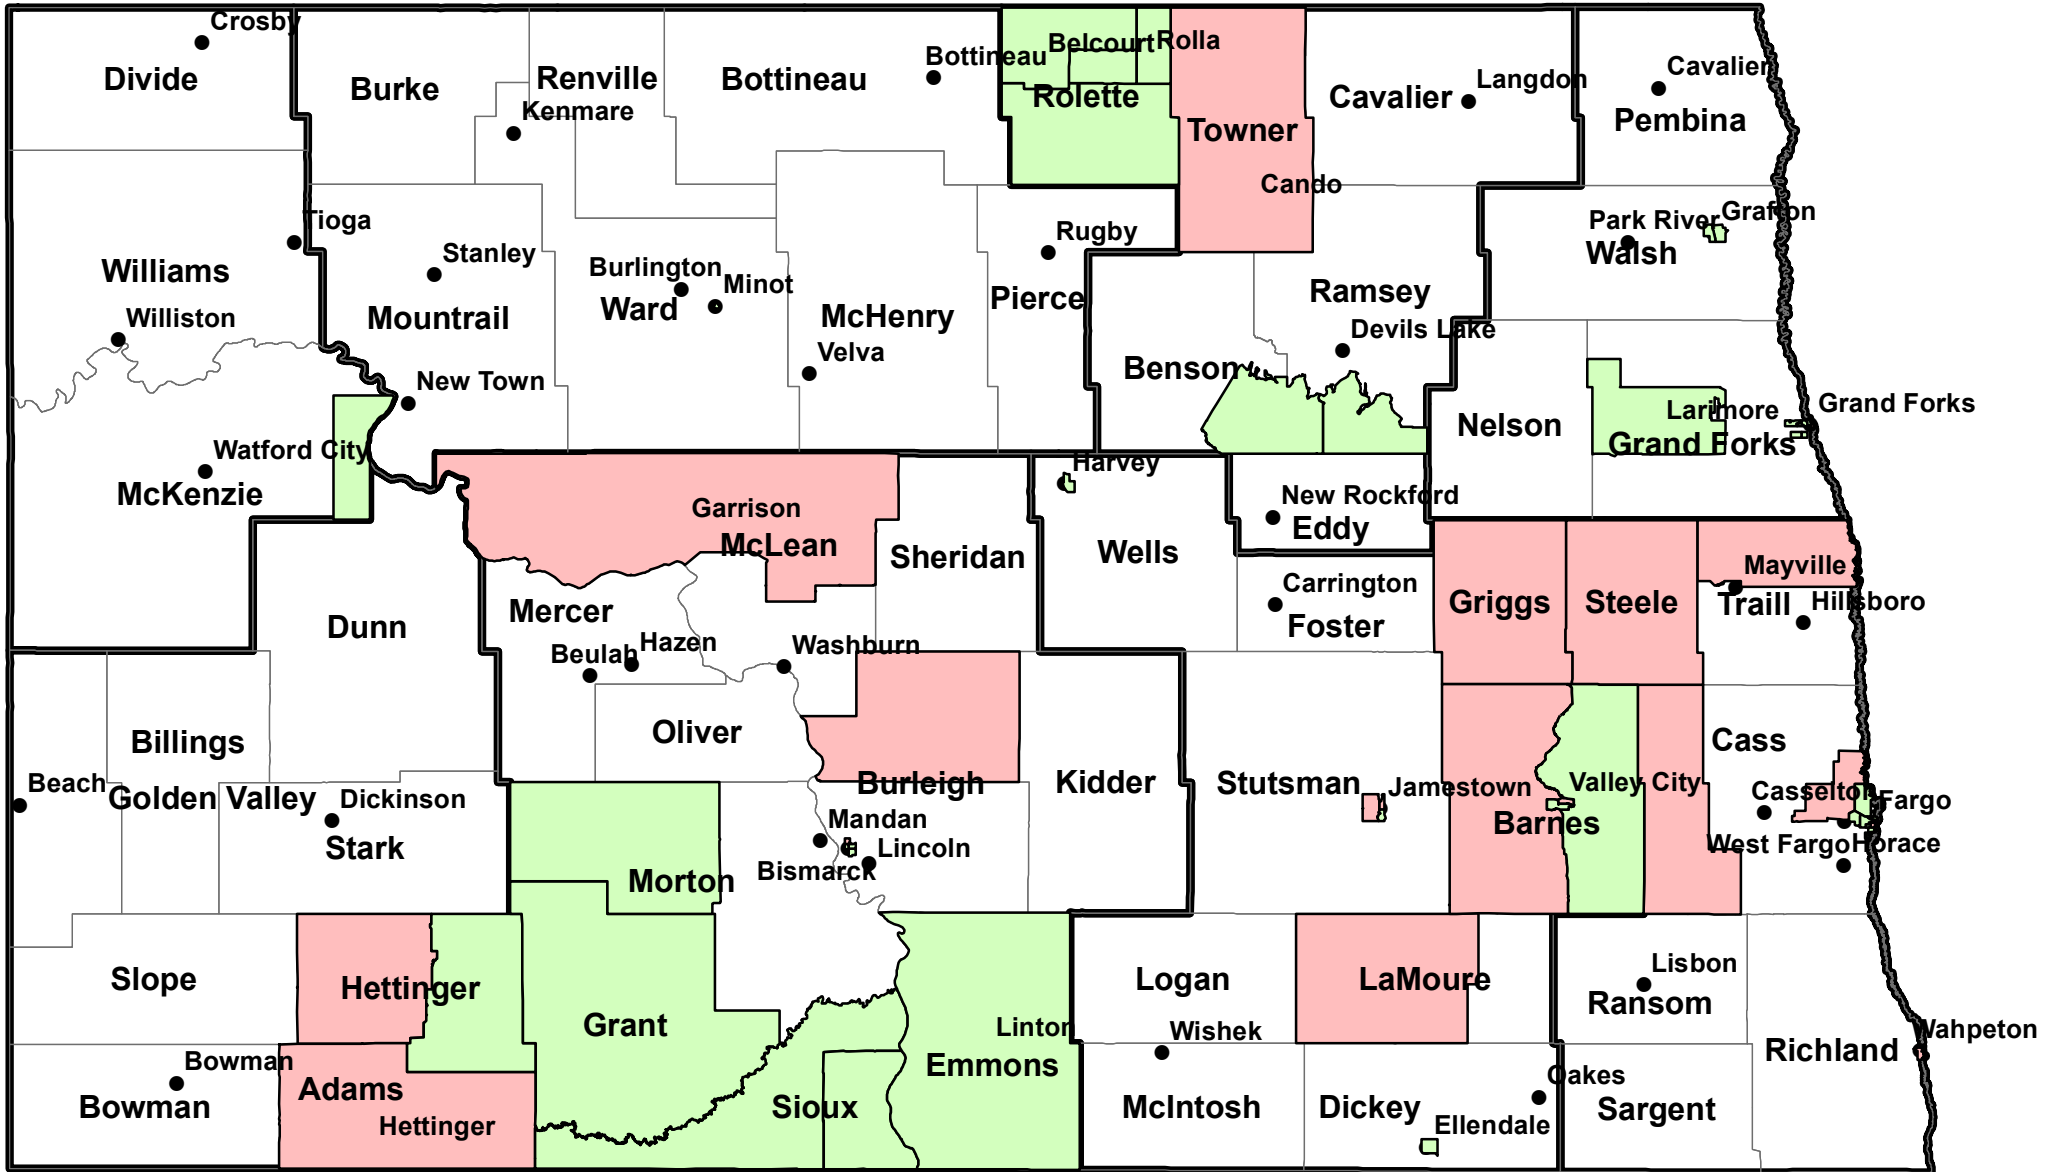 Crosby
Divide
Burke
Renville
Kenmare
Bottineau
Bottineau
Belcourt
Rolla
Rolette
Towner
Cando
Cavalier
Langdon
Cavalier
Pembina
Tioga
Williams
Williston
Stanley
Mountrail
New Town
Burlington
Minot
Ward
McHenry
Velva
Rugby
Pierce
Benson
Ramsey
Devils Lake
Park River
Grafton
Walsh
Nelson
Larimore
Grand Forks
Grand Forks
Watford City
McKenzie
Garrison
McLean
Sheridan
Harvey
Wells
New Rockford
Eddy
Carrington
Foster
Griggs
Steele
Mayville
Traill
Hillsboro
Dunn
Mercer
Beulah
Hazen
Washburn
Oliver
Billings
Beach
Golden Valley
Dickinson
Stark
Burleigh
Mandan
Lincoln
Bismarck
Morton
Kidder
Stutsman
Jamestown
Valley City
Barnes
Cass
Casselton
Fargo
West Fargo
Horace
Slope
Hettinger
Grant
Linton
Emmons
Logan
Wishek
LaMoure
Lisbon
Ransom
Wahpeton
Richland
Bowman
Bowman
Adams
Hettinger
Sioux
McIntosh
Dickey
Ellendale
Oakes
Sargent